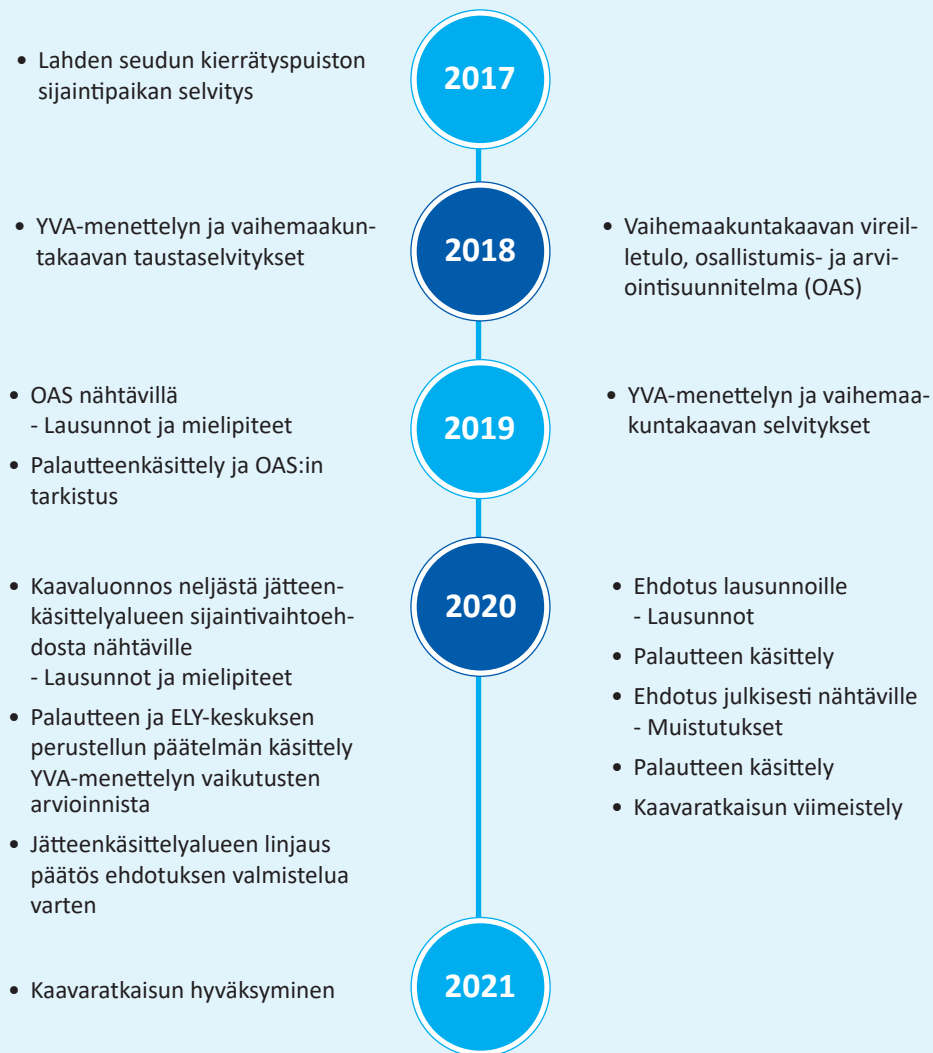 2017
• Lahden seudun kierrätyspuiston
sijaintipaikan selvitys
2018
• YVA-menettelyn ja vaihemaakun-
takaavan taustaselvitykset
• Vaihemaakuntakaavan vireil-
letulo, osallistumis- ja arvi-
ointisuunnitelma (OAS)
2019
• OAS nähtävillä
- Lausunnot ja mielipiteet
• Palautteenkäsittely ja OAS:in
tarkistus
• YVA-menettelyn ja vaihemaa-
kuntakaavan selvitykset
2020
• Kaavaluonnos neljästä jätteen-
käsittelyalueen sijaintivaihtoeh-
dosta nähtäville
- Lausunnot ja mielipiteet
• Palautteen ja ELY-keskuksen
perustellun päätelmän käsittely
YVA-menettelyn vaikutusten
arvioinnista
• Jätteenkäsittelyalueen linjaus
päätös ehdotuksen valmistelua
varten
• Ehdotus lausunnoille
- Lausunnot
• Palautteen käsittely
• Ehdotus julkisesti nähtäville
- Muistutukset
• Palautteen käsittely
• Kaavaratkaisun viimeistely
2021
• Kaavaratkaisun hyväksyminen